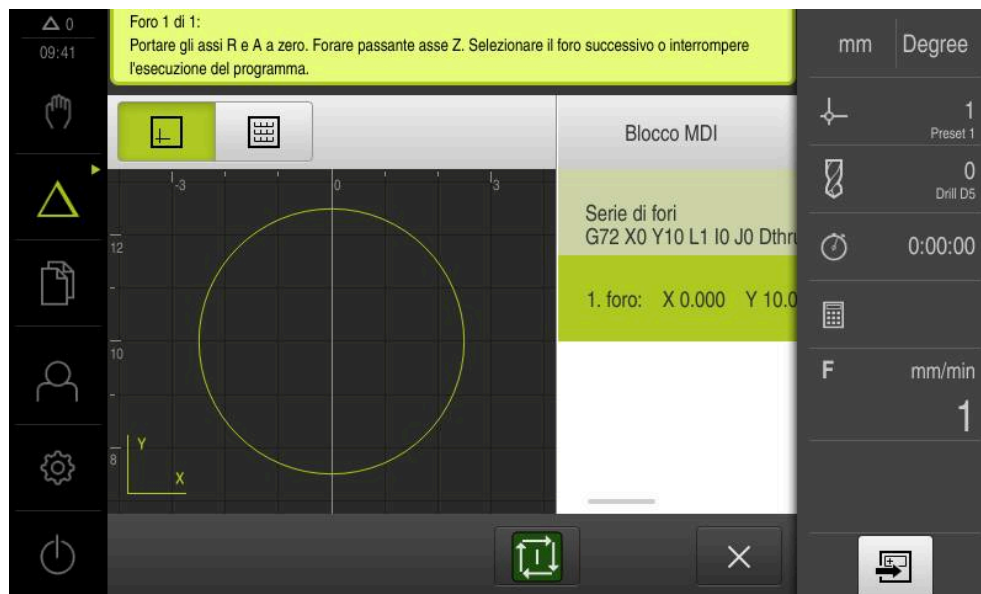 0
09:41
Foro 1 di 1:
Portare gli assi R e A a zero. Forare passante asse Z. Selezionare il foro successivo o interrompere
l'esecuzione del programma.
mm Degree
Blocco MDI
1
Preset 1
-3 0 3
Serie di fori
G72 X0 Y10 L1 I0 J0 Dthru
0
Drill D5
12
0:00:00
1. foro: X 0.000 Y 10.0
10
F mm/min
1
Y
8
X